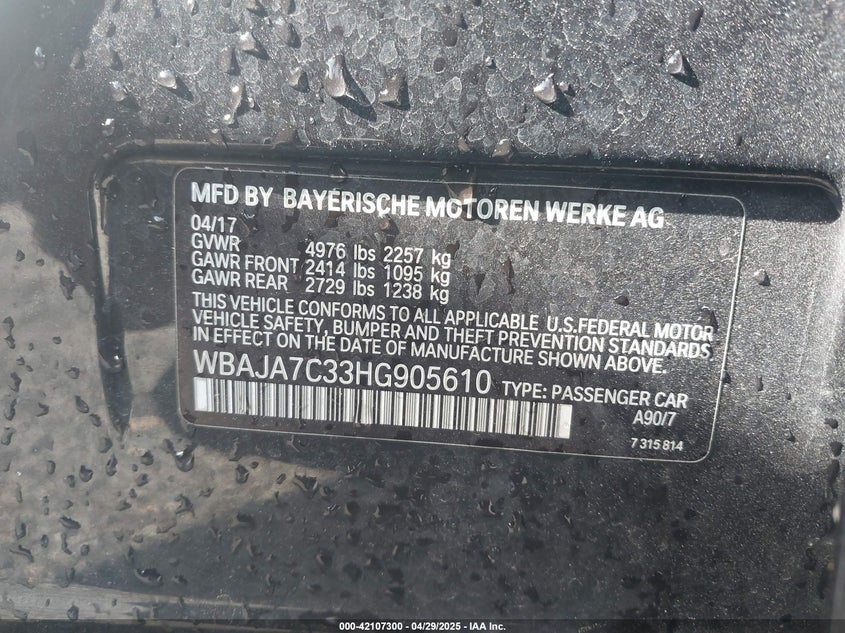 MFD BY BAYERISCHE MOTOREN WERKE AG
04/17
GVWR 4976 lbs 2257 kg
GAWR FRONT 2414 lbs 1095 kg
GAWR REAR 2729 lbs 1238 kg
THIS VEHICLE CONFORMS TO ALL APPLICABLE U.S.FEDERAL MOTOR
VEHICLE SAFETY, BUMPER AND THEFT PREVENTION STANDARDS
IN EFFECT ON THE DATE OF MANUFACTURE SHOWN ABOVE.
WBAJA7C33HG905610 TYPE: PASSENGER CAR
A90/7
7 315 814
000-42107300 - 04/29/2025 - IAA Inc.